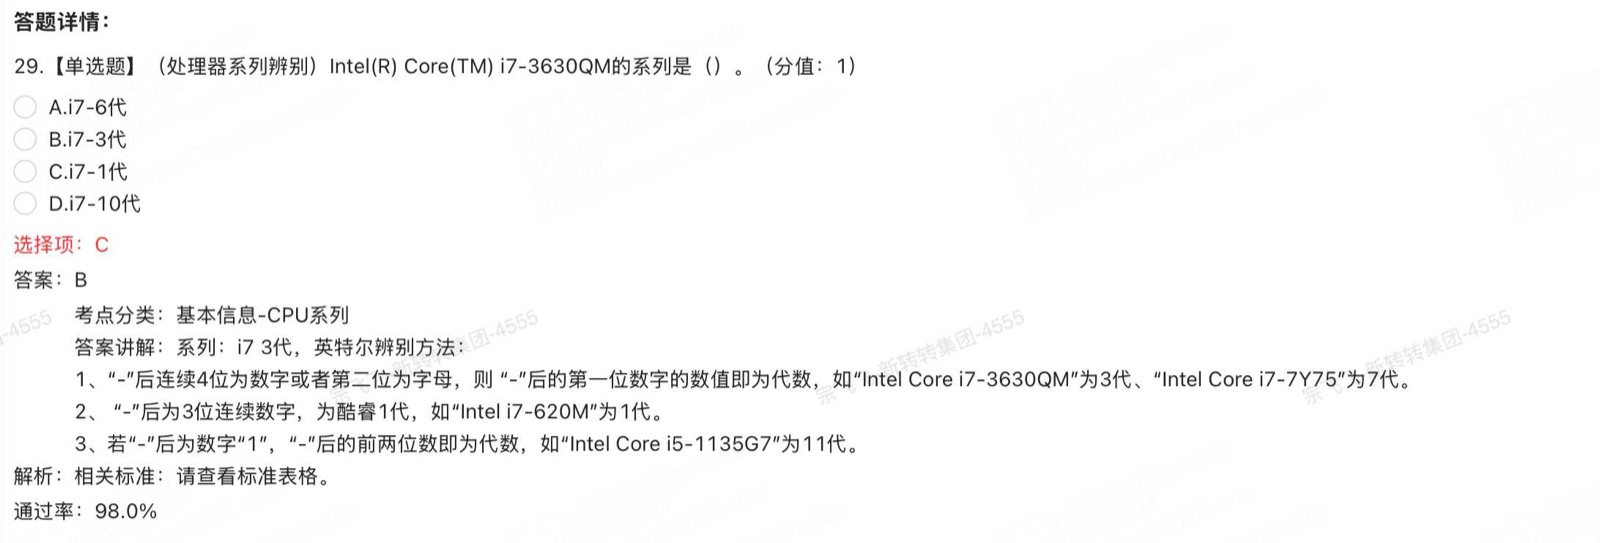 答题详情：
29.【单选题】（处理器系列辨别）Intel(R) Core(TM) i7-3630QM的系列是（）。（分值：1）
A.i7-6代
B.i7-3代
C.i7-1代
D.i7-10代
选择项：C
答案：B
考点分类：基本信息-CPU系列
答案讲解：系列：i7 3代，英特尔辨别方法：
1、“-”后连续4位为数字或者第二位为字母，则 “-”后的第一位数字的数值即为代数，如“Intel Core i7-3630QM”为3代、“Intel Core i7-7Y75”为7代。
2、 “-”后为3位连续数字，为酷睿1代，如“Intel i7-620M”为1代。
3、若“-”后为数字“1”，“-”后的前两位数即为代数，如“Intel Core i5-1135G7”为11代。
解析：相关标准：请查看标准表格。
通过率：98.0%